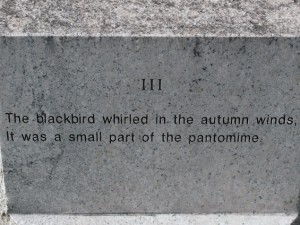 III
The blackbird whirled in the autumn winds,
It was a small part of the pantomime.